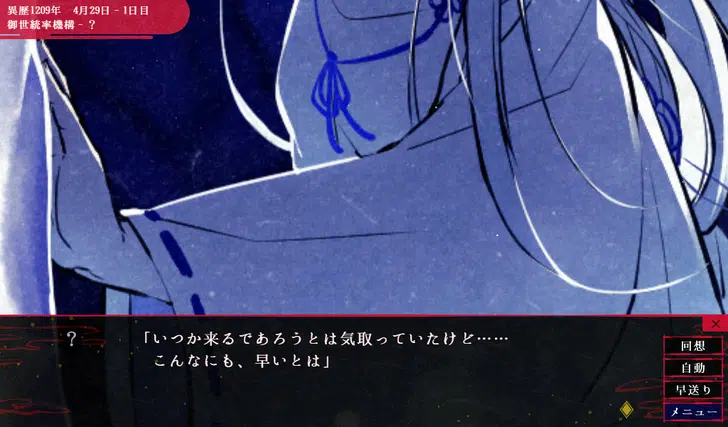 異歴1209年　4月29日 - 1日目
御世統率機構 - ？
？
「いつか来るであろうとは気取っていたけど……
こんなにも、早いとは」
×
回想
自動
早送り
メニュー